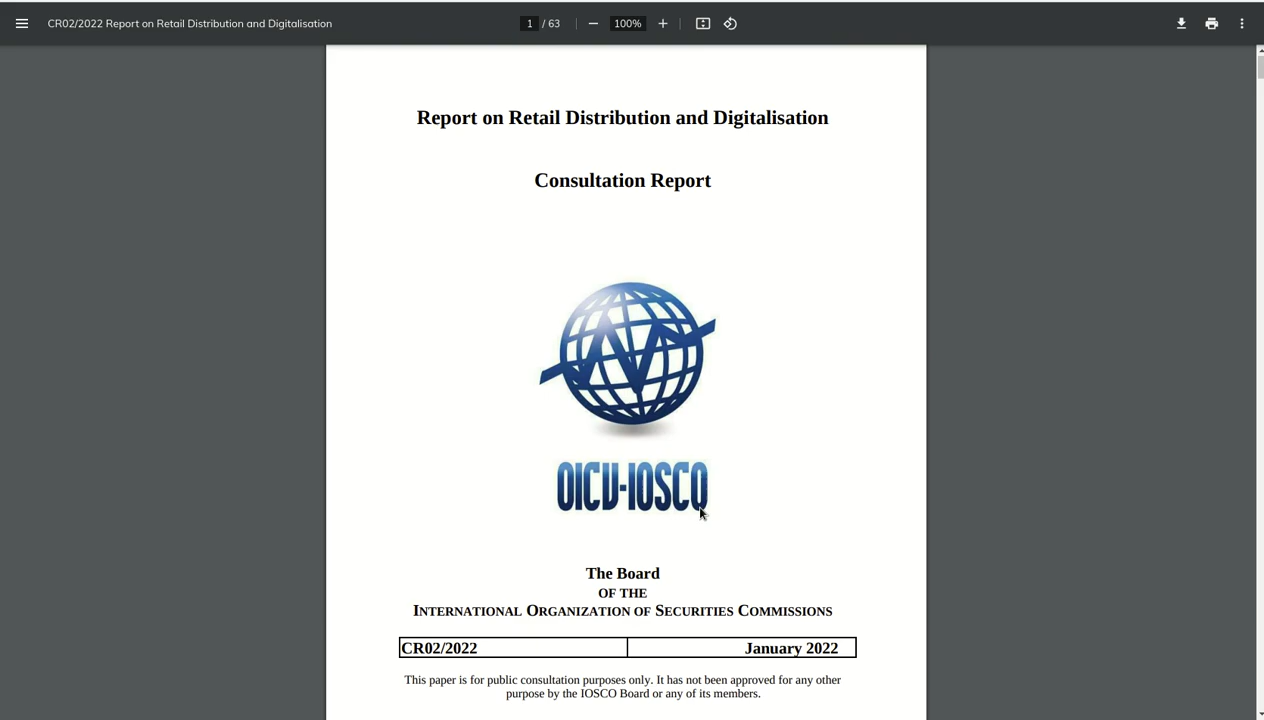 CR02/2022 Report on Retail Distribution and Digitalisation
1 / 63
100%
Report on Retail Distribution and Digitalisation
Consultation Report
OICU-IOSCO
The Board
OF THE
INTERNATIONAL ORGANIZATION OF SECURITIES COMMISSIONS
CR02/2022 January 2022
This paper is for public consultation purposes only. It has not been approved for any other
purpose by the IOSCO Board or any of its members.